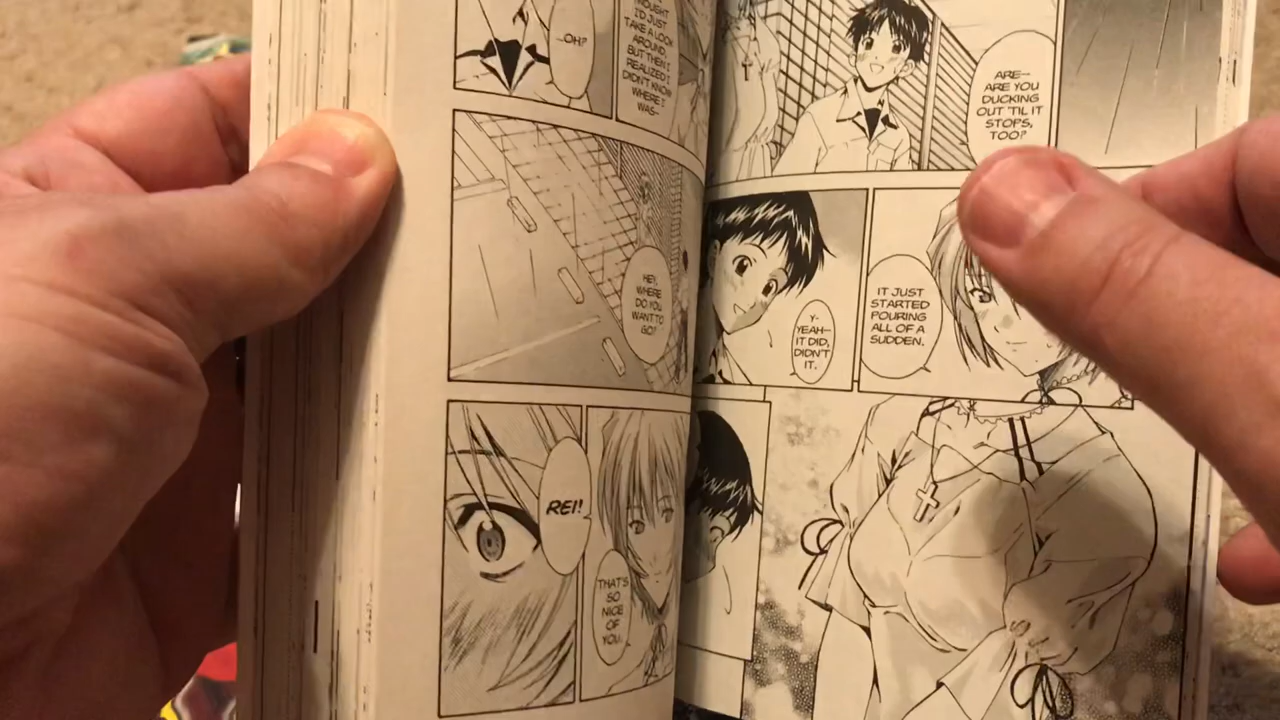 ...OH?
THOUGHT
I'D JUST
TAKE A LOOK
AROUND,
BUT THEN I
REALIZED I
DIDN'T KNOW
WHERE I
WAS—
HEY,
WHERE
DO YOU
WANT TO
GO?
REI!
THAT'S
SO
NICE
OF
YOU.
ARE—
ARE YOU
DUCKING
OUT 'TIL IT
STOPS,
TOO?
Y-
YEAH—
IT DID,
DIDN'T
IT.
IT JUST
STARTED
POURING
ALL OF A
SUDDEN.